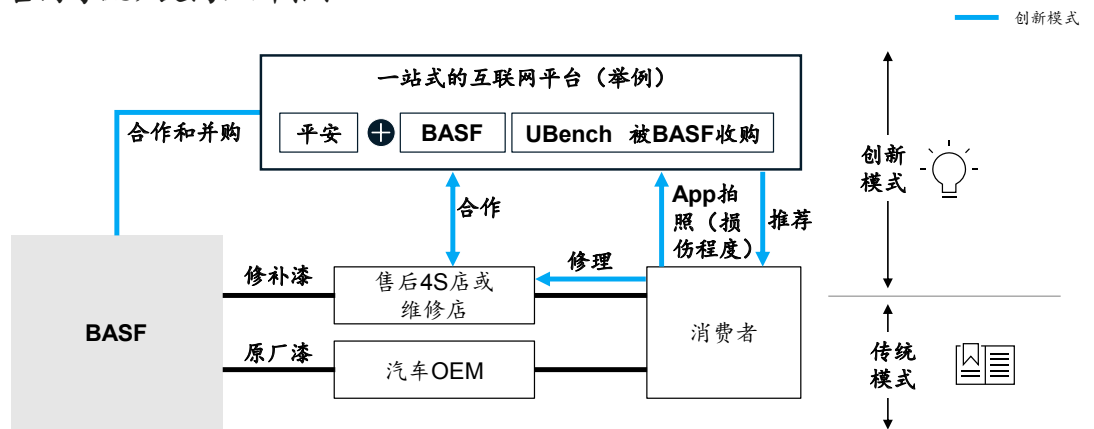 创新模式
一站式的互联网平台（举例）
平安
BASF
UBench 被BASF收购
合作和并购
合作
App拍
照（损
伤程度）
推荐
创新
模式
修理
修补漆
售后4S店或
维修店
BASF
消费者
原厂漆
汽车OEM
传统
模式